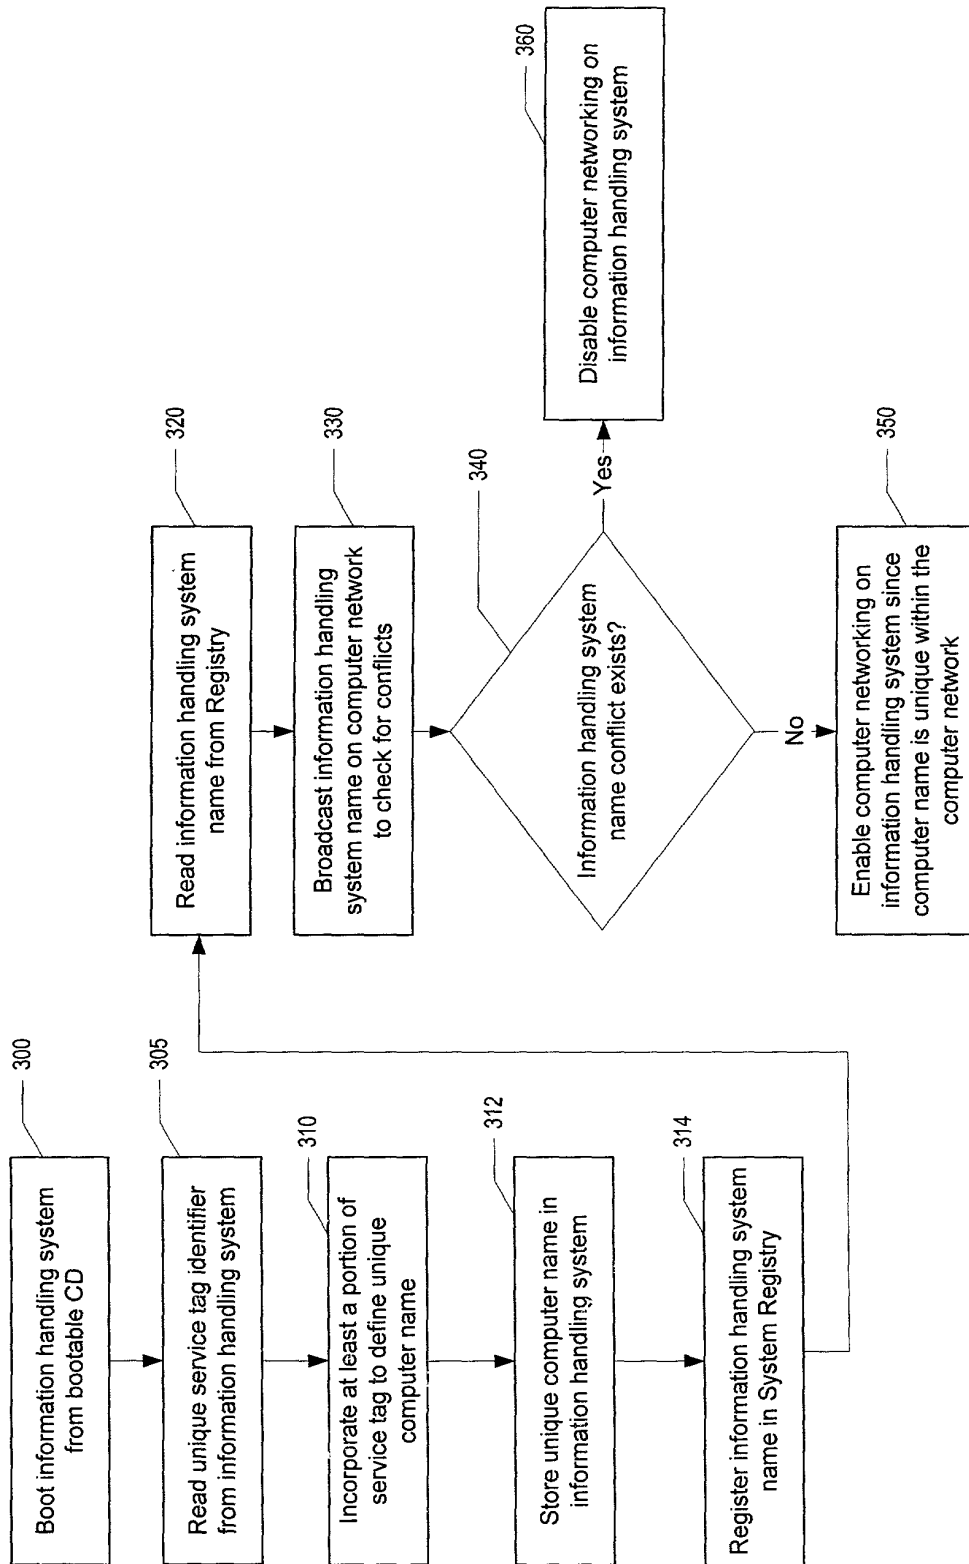 300
Boot information handling system
from bootable CD
305
Read unique service tag identifier
from information handling system
310
Incorporate at least a portion of
service tag to define unique
computer name
312
Store unique computer name in
information handling system
314
Register information handling system
name in System Registry
320
Read information handling system
name from Registry
330
Broadcast information handling
system name on computer network
to check for conflicts
340
Information handling system
name conflict exists?
Yes
No
350
Enable computer networking on
information handling system since
computer name is unique within the
computer network
360
Disable computer networking on
information handling system